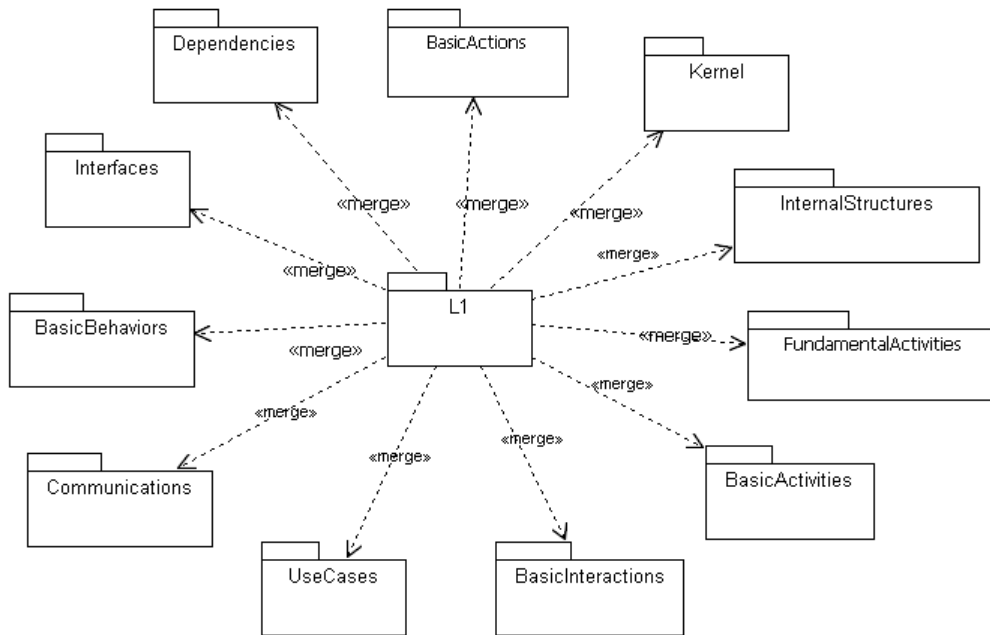 Dependencies
BasicActions
Kernel
Interfaces
InternalStructures
«merge»
«merge»
«merge»
«merge»
«merge»
L1
BasicBehaviors
«merge»
«merge»
FundamentalActivities
«merge»
«merge»
«merge»
«merge»
Communications
BasicActivities
UseCases
BasicInteractions